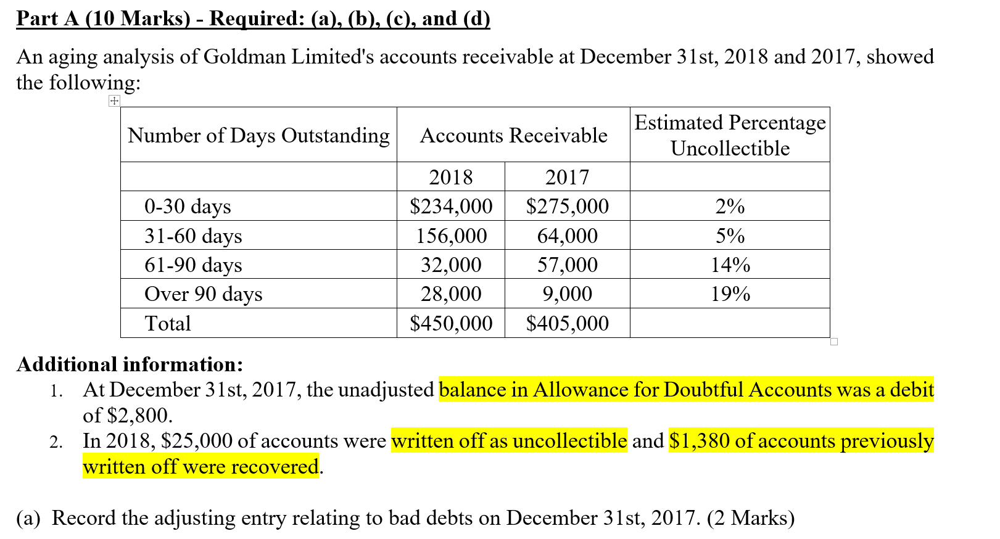 Part A (10 Marks) - Required: (a), (b), (c), and (d)
An aging analysis of Goldman Limited's accounts receivable at December 31st, 2018 and 2017, showed
the following:
Number of Days Outstanding Accounts Receivable Estimated Percentage
Uncollectible
2018 2017
0-30 days $234,000 $275,000 2%
31-60 days 156,000 64,000 5%
61-90 days 32,000 57,000 14%
Over 90 days 28,000 9,000 19%
Total $450,000 $405,000
Additional information:
1. At December 31st, 2017, the unadjusted balance in Allowance for Doubtful Accounts was a debit
of $2,800.
2. In 2018, $25,000 of accounts were written off as uncollectible and $1,380 of accounts previously
written off were recovered.
(a) Record the adjusting entry relating to bad debts on December 31st, 2017. (2 Marks)